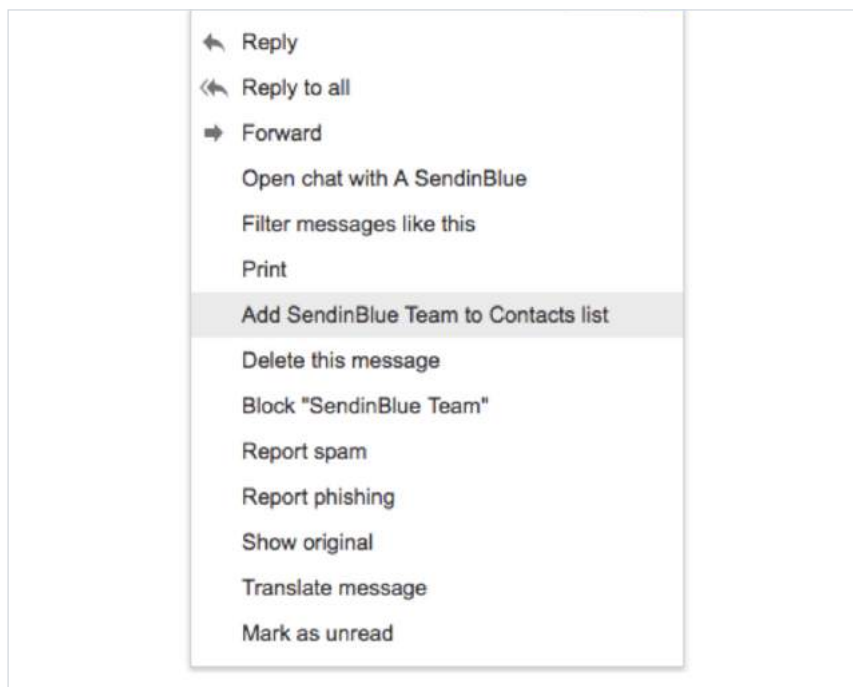 Reply
Reply to all
Forward
Open chat with A SendinBlue
Filter messages like this
Print
Add SendinBlue Team to Contacts list
Delete this message
Block "SendinBlue Team"
Report spam
Report phishing
Show original
Translate message
Mark as unread